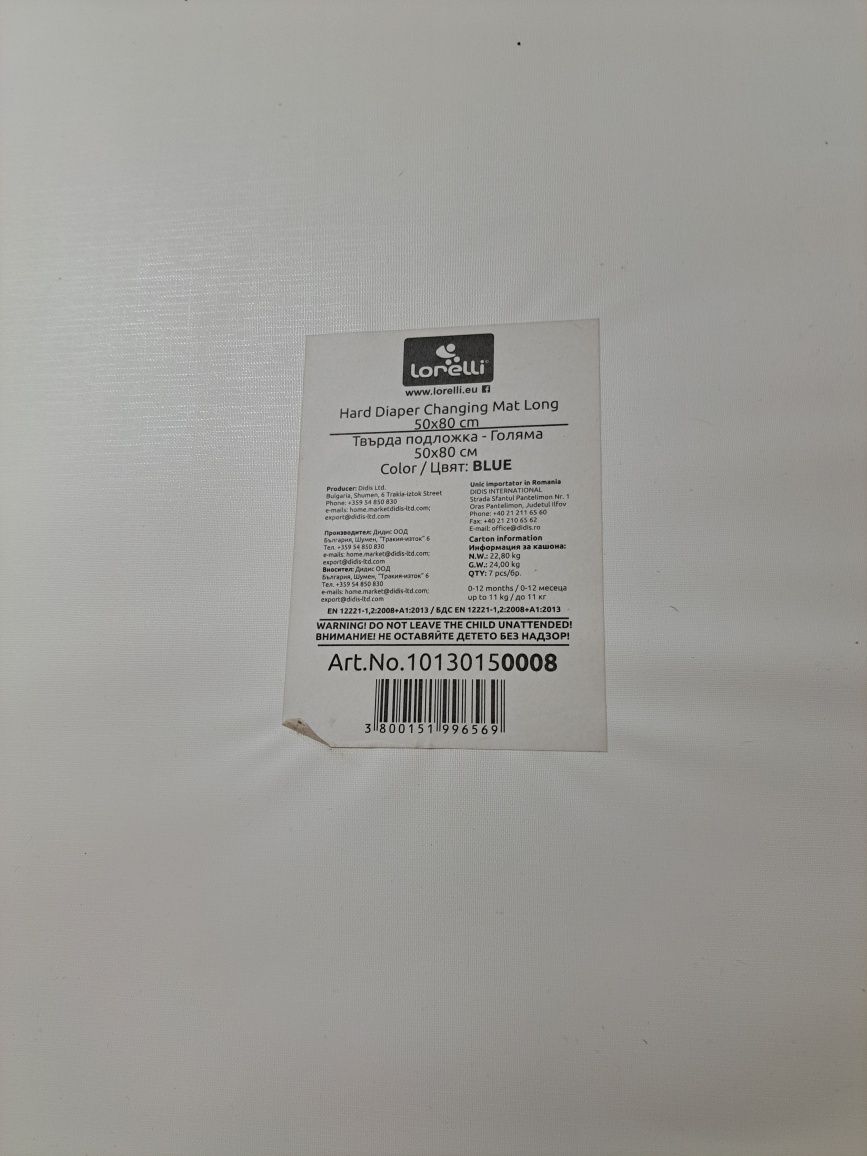 lorelli
www.lorelli.eu
Hard Diaper Changing Mat Long
50x80 cm
Твърда подложка - Голяма
50x80 см
Color / Цвят: BLUE
Producer: Didis Ltd.
Bulgaria, Shumen, 6 Trakia-iztok Street
Phone: +359 54 850 830
e-mails: home.marketdidis-ltd.com;
export@didis-ltd.com
Производител: Дидис ООД
България, Шумен, "Тракия-изток" 6
Тел. +359 54 850 830
e-mails: home.market@didis-ltd.com;
export@didis-ltd.com
Вносител: Дидис ООД
България, Шумен, "Тракия-изток" 6
Тел. +359 54 850 830
e-mails: home.market@didis-ltd.com;
export@didis-ltd.com
Unic importator in Romania
DIDIS INTERNATIONAL
Strada Sfantul Pantelimon Nr. 1
Oras Pantelimon, Judetul Ilfov
Phone: +40 21 211 65 60
Fax: +40 21 210 65 62
E-mail: office@didis.ro
Carton information
Информация за кашона:
N.W.: 22,80 kg
G.W.: 24,00 kg
QTY: 7 pcs/бр.
0-12 months / 0-12 месеца
up to 11 kg / до 11 кг
EN 12221-1,2:2008+A1:2013 / БДС EN 12221-1,2:2008+A1:2013
WARNING! DO NOT LEAVE THE CHILD UNATTENDED!
ВНИМАНИЕ! НЕ ОСТАВЯЙТЕ ДЕТЕТО БЕЗ НАДЗОР!
Art.No.10130150008
3 800151 996569